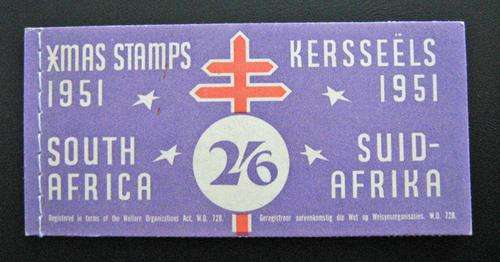 XMAS STAMPS
1951
KERSSEËLS
1951
SOUTH
AFRICA
2/6
SUID-
AFRIKA
Registered in terms of the Welfare Organizations Act, W.O. 728.
Geregistreer ooreenkomstig die Wet op Welsynsorganisasies, W.O. 728.